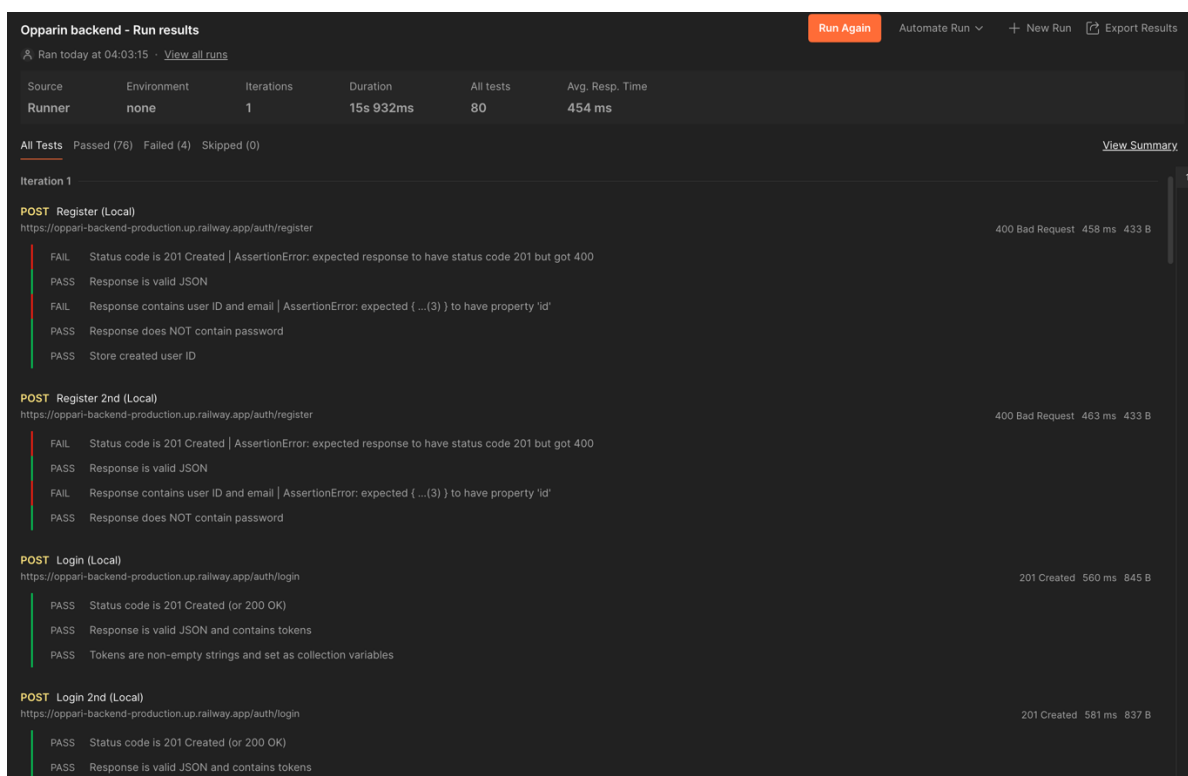 Opparin backend - Run results
Run Again Automate Run + New Run Export Results
Ran today at 04:03:15 · View all runs
Source Environment Iterations Duration All tests Avg. Resp. Time
Runner none 1 15s 932ms 80 454 ms
All Tests Passed (76) Failed (4) Skipped (0) View Summary
Iteration 1
1
POST Register (Local)
https://oppari-backend-production.up.railway.app/auth/register 400 Bad Request 458 ms 433 B
FAIL Status code is 201 Created | AssertionError: expected response to have status code 201 but got 400
PASS Response is valid JSON
FAIL Response contains user ID and email | AssertionError: expected { ...(3) } to have property 'id'
PASS Response does NOT contain password
PASS Store created user ID
POST Register 2nd (Local)
https://oppari-backend-production.up.railway.app/auth/register 400 Bad Request 463 ms 433 B
FAIL Status code is 201 Created | AssertionError: expected response to have status code 201 but got 400
PASS Response is valid JSON
FAIL Response contains user ID and email | AssertionError: expected { ...(3) } to have property 'id'
PASS Response does NOT contain password
POST Login (Local)
https://oppari-backend-production.up.railway.app/auth/login 201 Created 560 ms 845 B
PASS Status code is 201 Created (or 200 OK)
PASS Response is valid JSON and contains tokens
PASS Tokens are non-empty strings and set as collection variables
POST Login 2nd (Local)
https://oppari-backend-production.up.railway.app/auth/login 201 Created 581 ms 837 B
PASS Status code is 201 Created (or 200 OK)
PASS Response is valid JSON and contains tokens